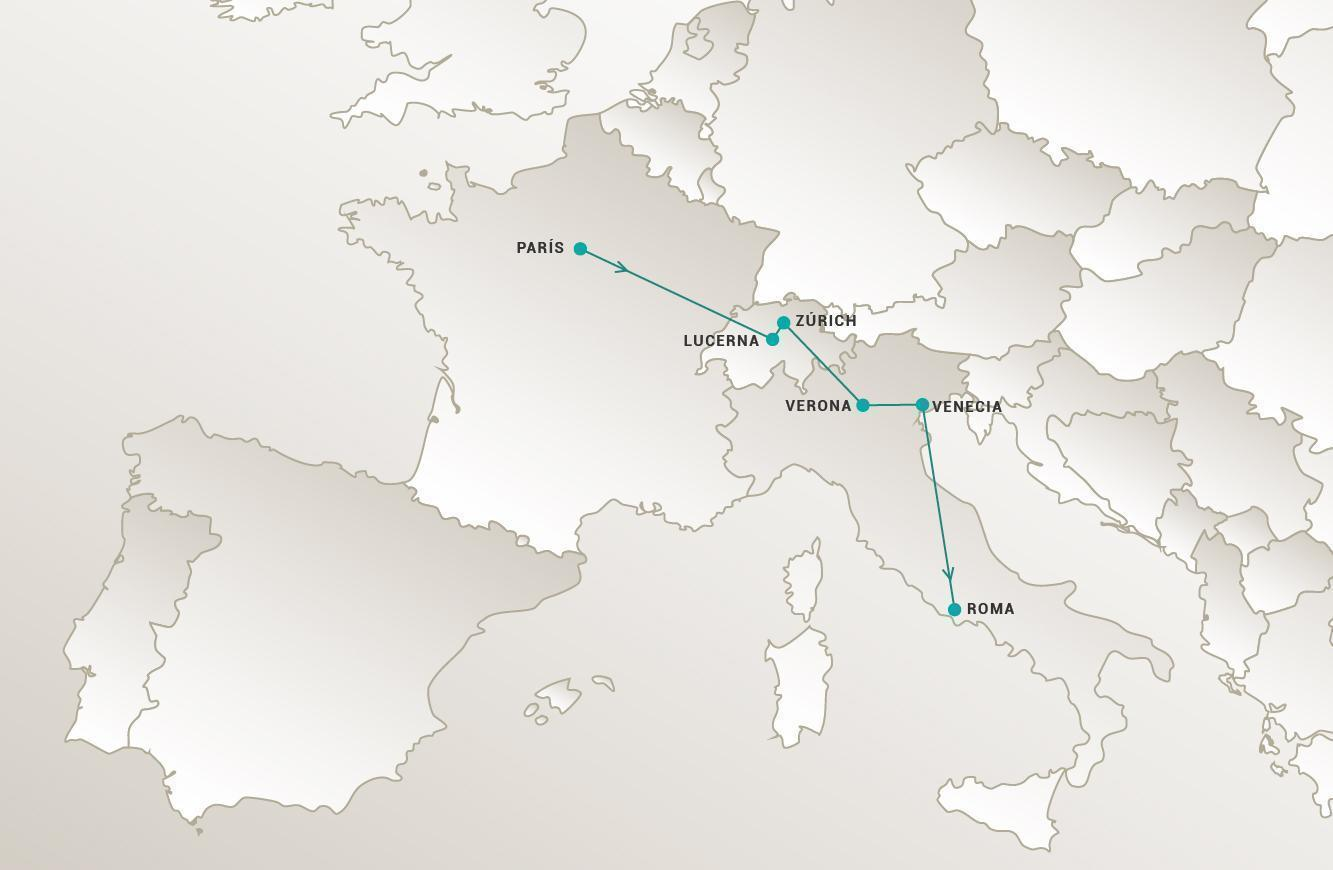 PARÍS
ZÚRICH
LUCERNA
VERONA
VENECIA
ROMA